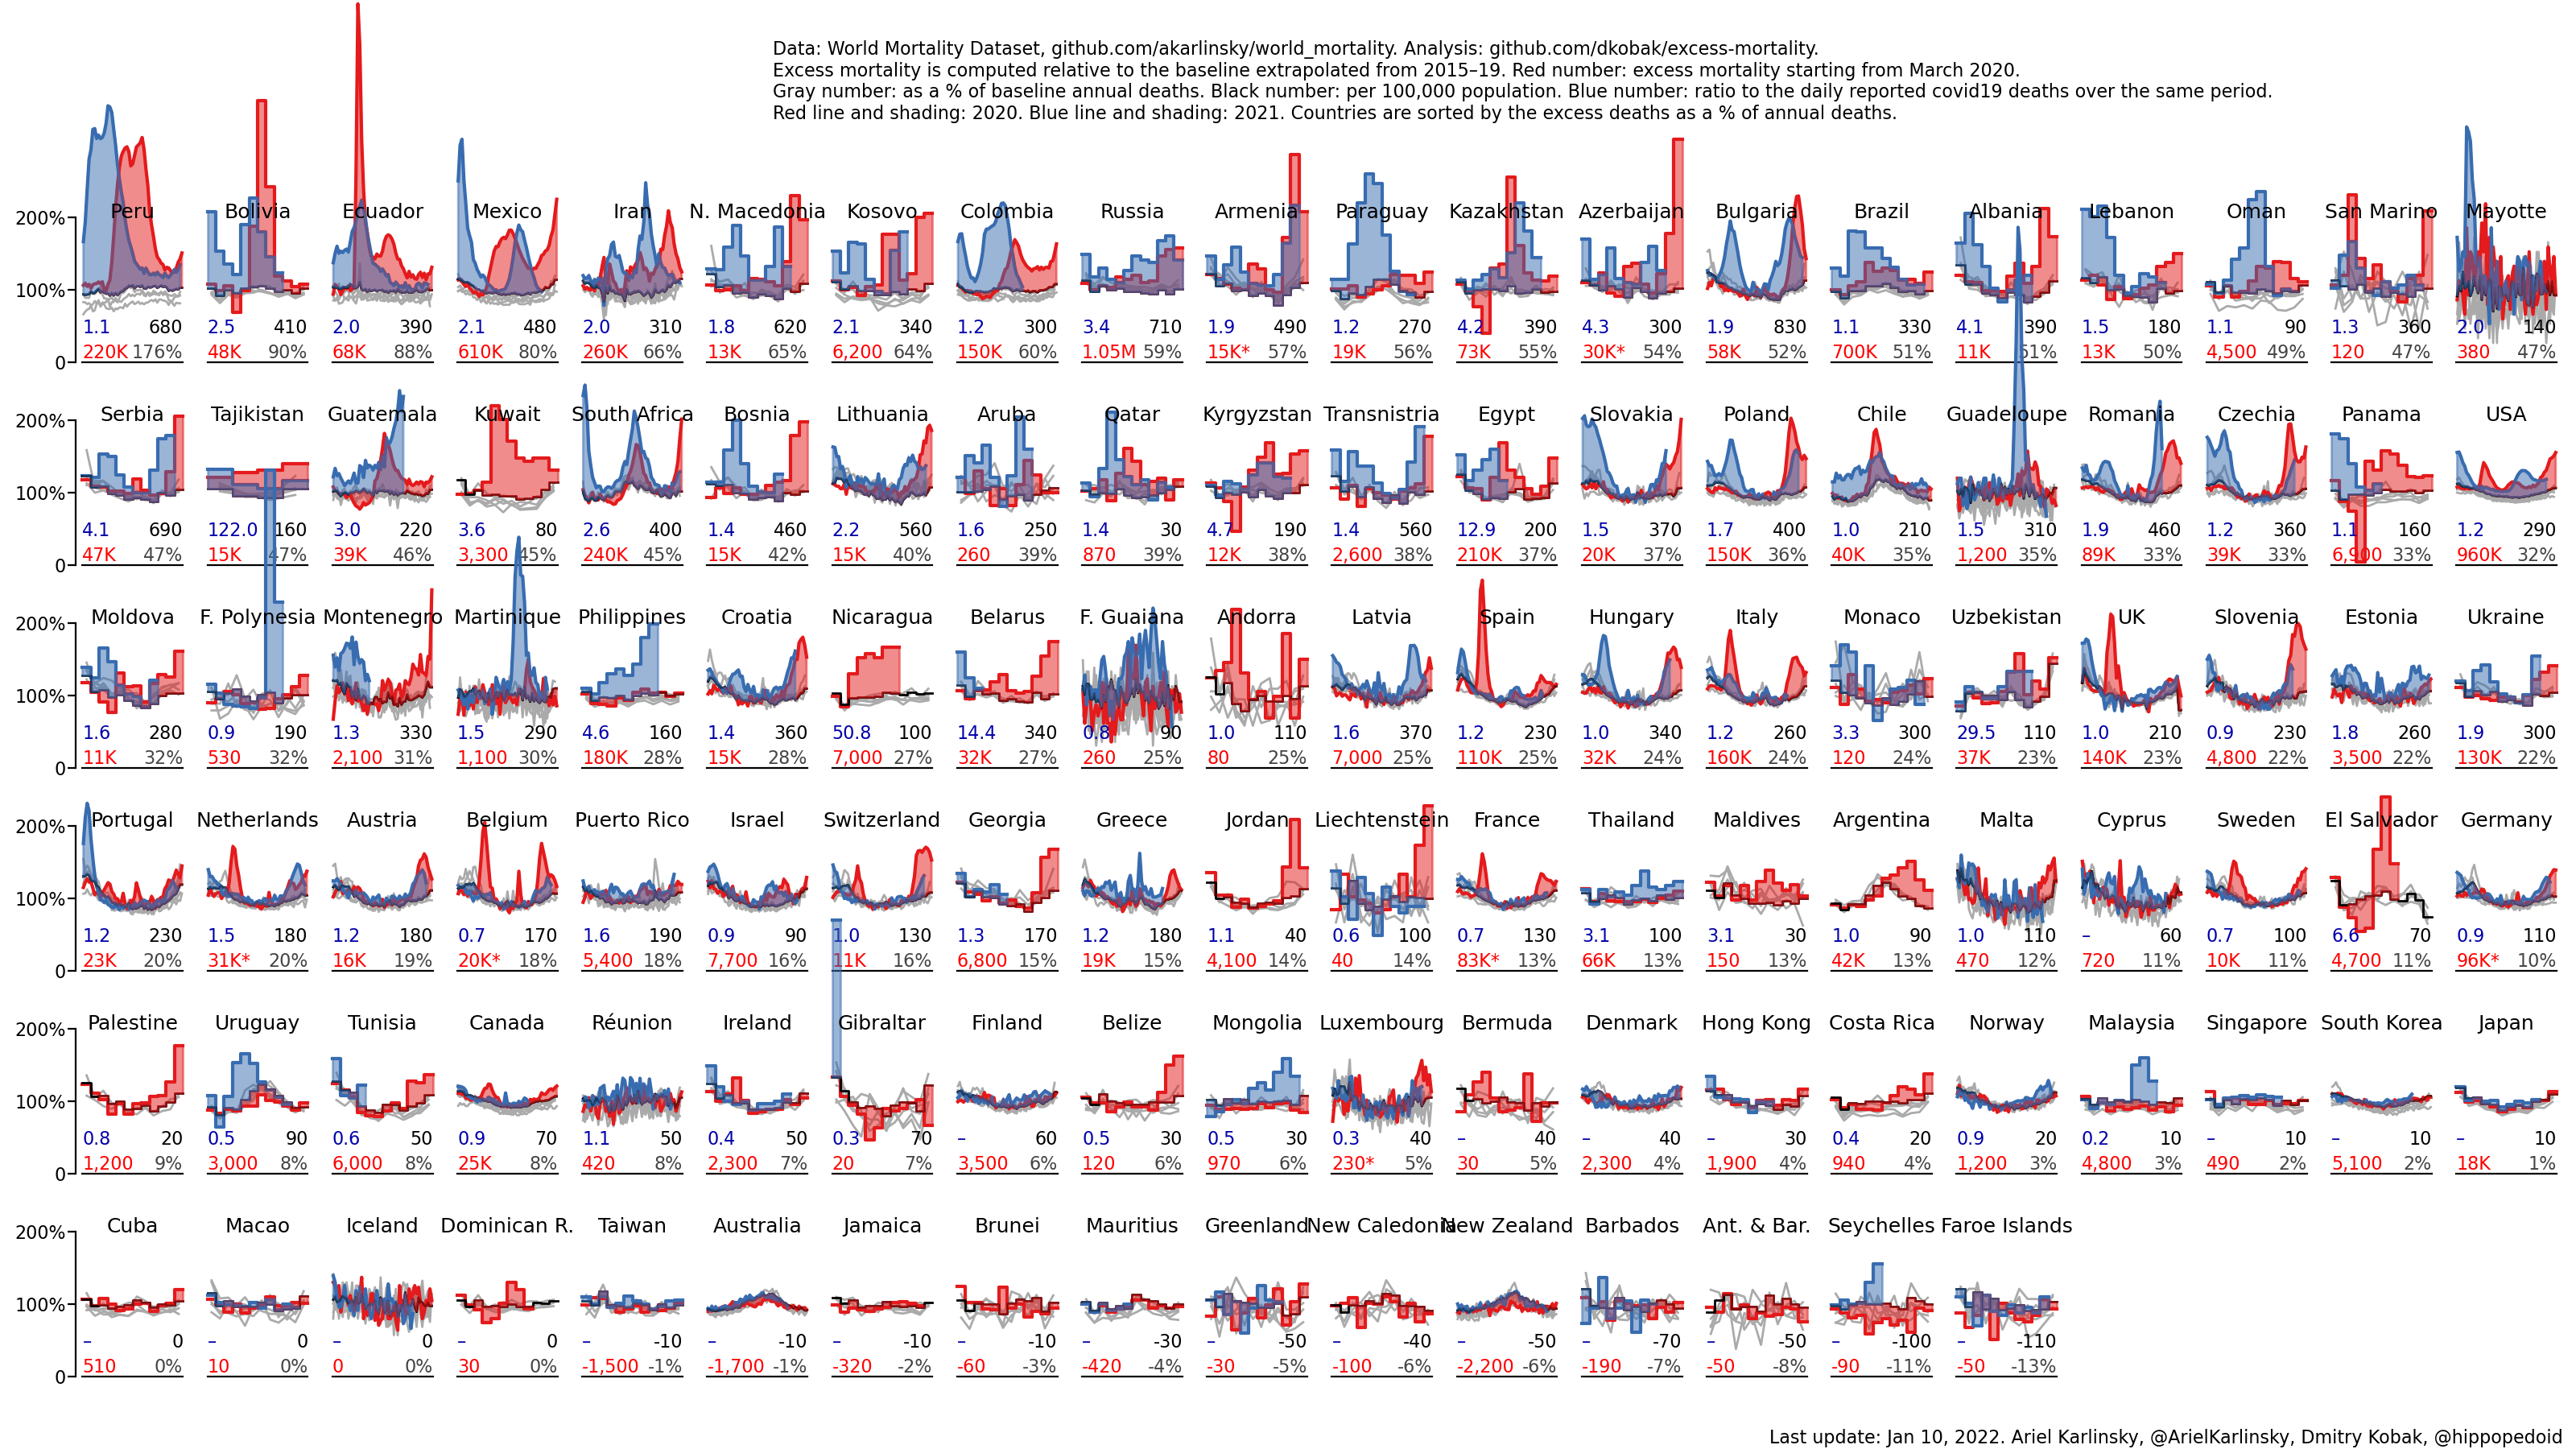 Data: World Mortality Dataset, github.com/akarlinsky/world_mortality. Analysis: github.com/dkobak/excess-mortality.
Excess mortality is computed relative to the baseline extrapolated from 2015–19. Red number: excess mortality starting from March 2020.
Gray number: as a % of baseline annual deaths. Black number: per 100,000 population. Blue number: ratio to the daily reported covid19 deaths over the same period.
Red line and shading: 2020. Blue line and shading: 2021. Countries are sorted by the excess deaths as a % of annual deaths.
200% Peru Bolivia Ecuador Mexico Iran N. Macedonia Kosovo Colombia Russia Armenia Paraguay Kazakhstan Azerbaijan Bulgaria Brazil Albania Lebanon Oman San Marino Mayotte
100%
1.1 680 2.5 410 2.0 390 2.1 480 2.0 310 1.8 620 2.1 340 1.2 300 3.4 710 1.9 490 1.2 270 4.2 390 4.3 300 1.9 830 1.1 330 4.1 390 1.5 180 1.1 90 1.3 360 2.0 140
0 220K 176% 48K 90% 68K 88% 610K 80% 260K 66% 13K 65% 6,200 64% 150K 60% 1.05M 59% 15K* 57% 19K 56% 73K 55% 30K* 54% 58K 52% 700K 51% 11K 51% 13K 50% 4,500 49% 120 47% 380 47%
200% Serbia Tajikistan Guatemala Kuwait South Africa Bosnia Lithuania Aruba Qatar Kyrgyzstan Transnistria Egypt Slovakia Poland Chile Guadeloupe Romania Czechia Panama USA
100%
4.1 690 122.0 160 3.0 220 3.6 80 2.6 400 1.4 460 2.2 560 1.6 250 1.4 30 4.7 190 1.4 560 12.9 200 1.5 370 1.7 400 1.0 210 1.5 310 1.9 460 1.2 360 1.1 160 1.2 290
0 47K 47% 15K 47% 39K 46% 3,300 45% 240K 45% 15K 42% 15K 40% 260 39% 870 39% 12K 38% 2,600 38% 210K 37% 20K 37% 150K 36% 40K 35% 1,200 35% 89K 33% 39K 33% 6,900 33% 960K 32%
200% Moldova F. Polynesia Montenegro Martinique Philippines Croatia Nicaragua Belarus F. Guaiana Andorra Latvia Spain Hungary Italy Monaco Uzbekistan UK Slovenia Estonia Ukraine
100%
1.6 280 0.9 190 1.3 330 1.5 290 4.6 160 1.4 360 50.8 100 14.4 340 0.8 90 1.0 110 1.6 370 1.2 230 1.0 340 1.2 260 3.3 300 29.5 110 1.0 210 0.9 230 1.8 260 1.9 300
0 11K 32% 530 32% 2,100 31% 1,100 30% 180K 28% 15K 28% 7,000 27% 32K 27% 260 25% 80 25% 7,000 25% 110K 25% 32K 24% 160K 24% 120 24% 37K 23% 140K 23% 4,800 22% 3,500 22% 130K 22%
200% Portugal Netherlands Austria Belgium Puerto Rico Israel Switzerland Georgia Greece Jordan Liechtenstein France Thailand Maldives Argentina Malta Cyprus Sweden El Salvador Germany
100%
1.2 230 1.5 180 1.2 180 0.7 170 1.6 190 0.9 90 1.0 130 1.3 170 1.2 180 1.1 40 0.6 100 0.7 130 3.1 100 3.1 30 1.0 90 1.0 110 – 60 0.7 100 6.6 70 0.9 110
0 23K 20% 31K* 20% 16K 19% 20K* 18% 5,400 18% 7,700 16% 11K 16% 6,800 15% 19K 15% 4,100 14% 40 14% 83K* 13% 66K 13% 150 13% 42K 13% 470 12% 720 11% 10K 11% 4,700 11% 96K* 10%
200% Palestine Uruguay Tunisia Canada Réunion Ireland Gibraltar Finland Belize Mongolia Luxembourg Bermuda Denmark Hong Kong Costa Rica Norway Malaysia Singapore South Korea Japan
100%
0.8 20 0.5 90 0.6 50 0.9 70 1.1 50 0.4 50 0.3 70 – 60 0.5 30 0.5 30 0.3 40 – 40 – 40 – 30 0.4 20 0.9 20 0.2 10 – 10 – 10 – 10
0 1,200 9% 3,000 8% 6,000 8% 25K 8% 420 8% 2,300 7% 20 7% 3,500 6% 120 6% 970 6% 230* 5% 30 5% 2,300 4% 1,900 4% 940 4% 1,200 3% 4,800 3% 490 2% 5,100 2% 18K 1%
200% Cuba Macao Iceland Dominican R. Taiwan Australia Jamaica Brunei Mauritius Greenland New Caledonia New Zealand Barbados Ant. & Bar. Seychelles Faroe Islands
100%
– 0 – 0 – 0 – 0 – -10 – -10 – -10 – -10 – -30 – -50 – -40 – -50 – -70 – -50 – -100 – -110
0 510 0% 10 0% 0 0% 30 0% -1,500 -1% -1,700 -1% -320 -2% -60 -3% -420 -4% -30 -5% -100 -6% -2,200 -6% -190 -7% -50 -8% -90 -11% -50 -13%
Last update: Jan 10, 2022. Ariel Karlinsky, @ArielKarlinsky, Dmitry Kobak, @hippopedoid